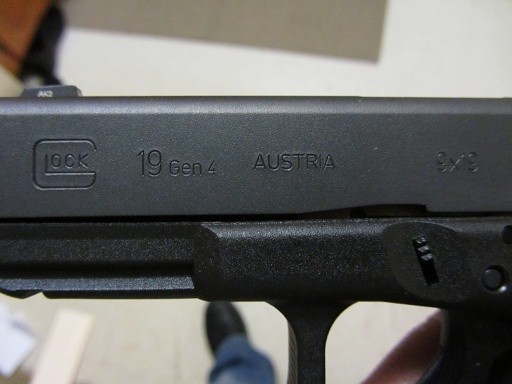 GLOCK 19 Gen 4 AUSTRIA 9x19